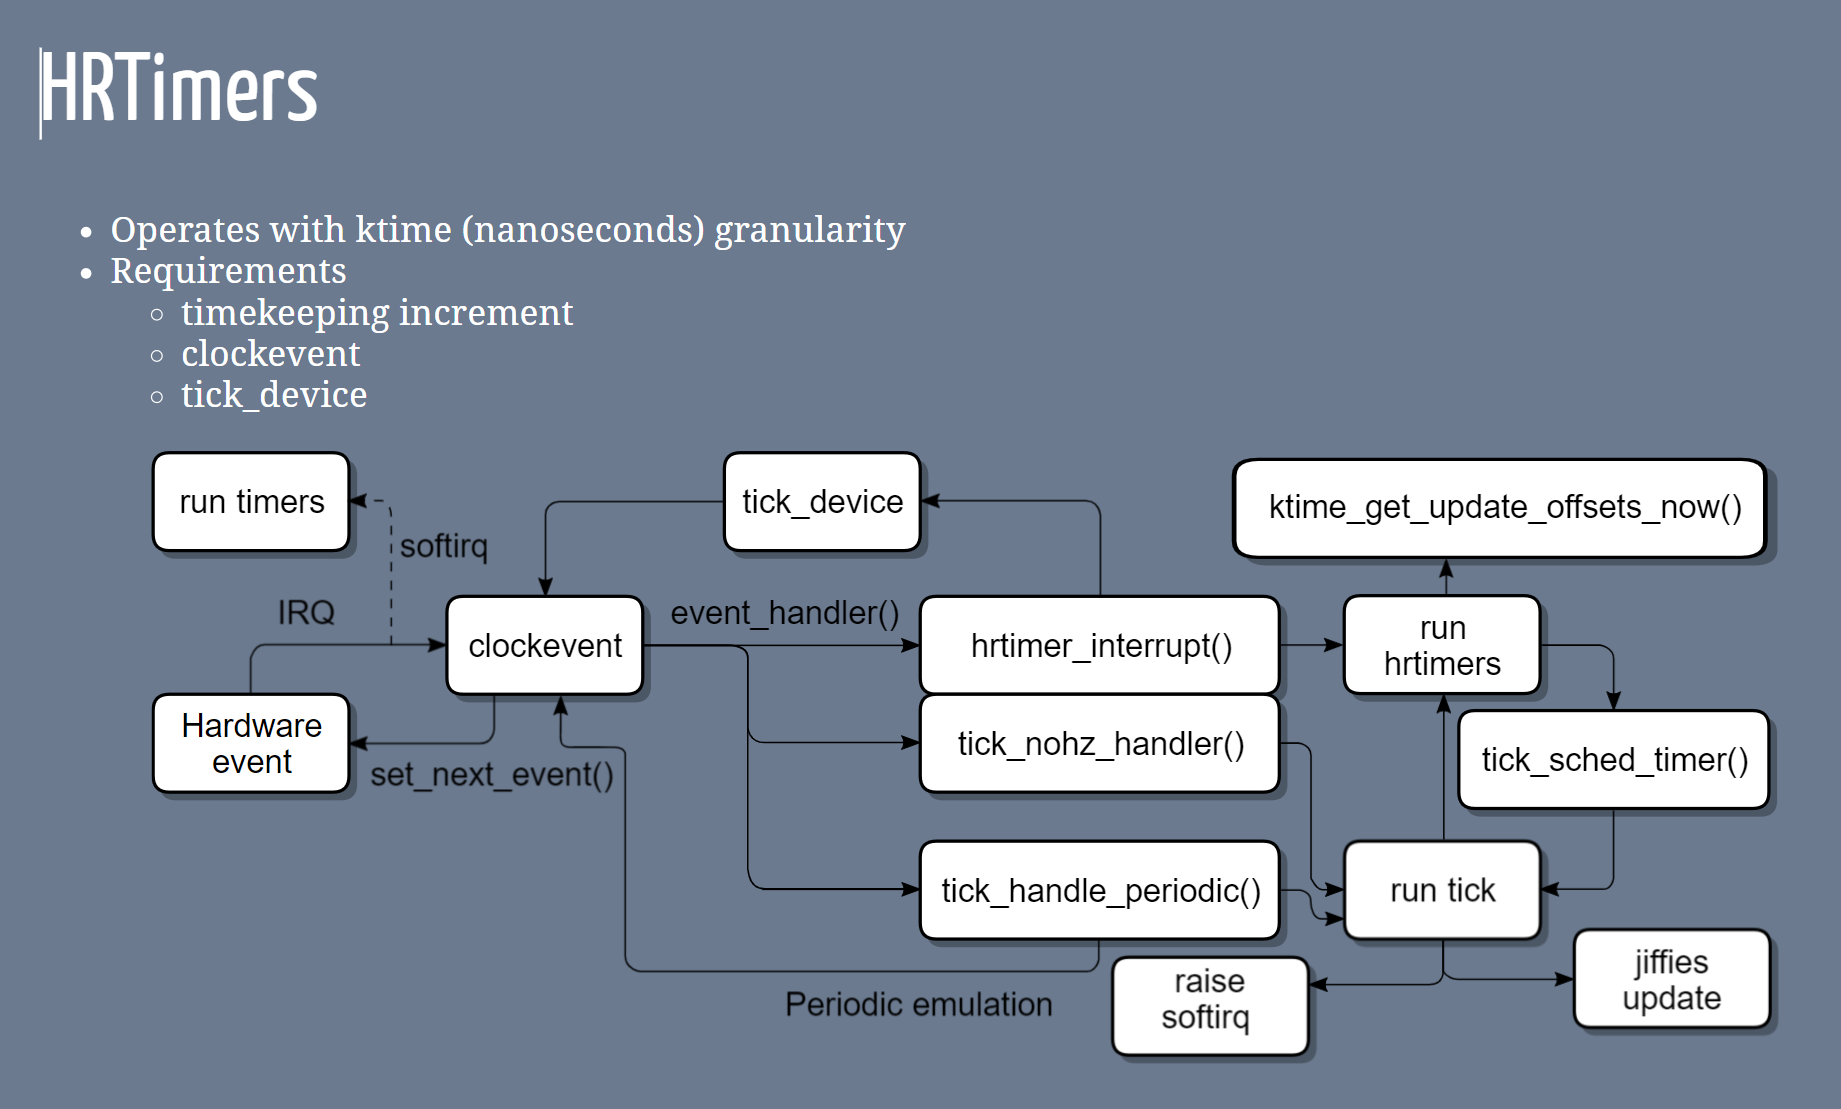 HRTimers
Operates with ktime (nanoseconds) granularity
Requirements
timekeeping increment
clockevent
tick_device
run timers
tick_device
ktime_get_update_offsets_now()
softirq
IRQ
event_handler()
clockevent
hrtimer_interrupt()
run
hrtimers
Hardware
event
set_next_event()
tick_nohz_handler()
tick_sched_timer()
tick_handle_periodic()
run tick
Periodic emulation
raise
softirq
jiffies
update